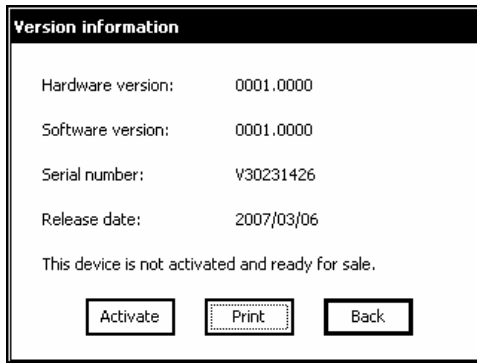 Version information
Hardware version: 0001.0000
Software version: 0001.0000
Serial number: V30231426
Release date: 2007/03/06
This device is not activated and ready for sale.
Activate Print Back